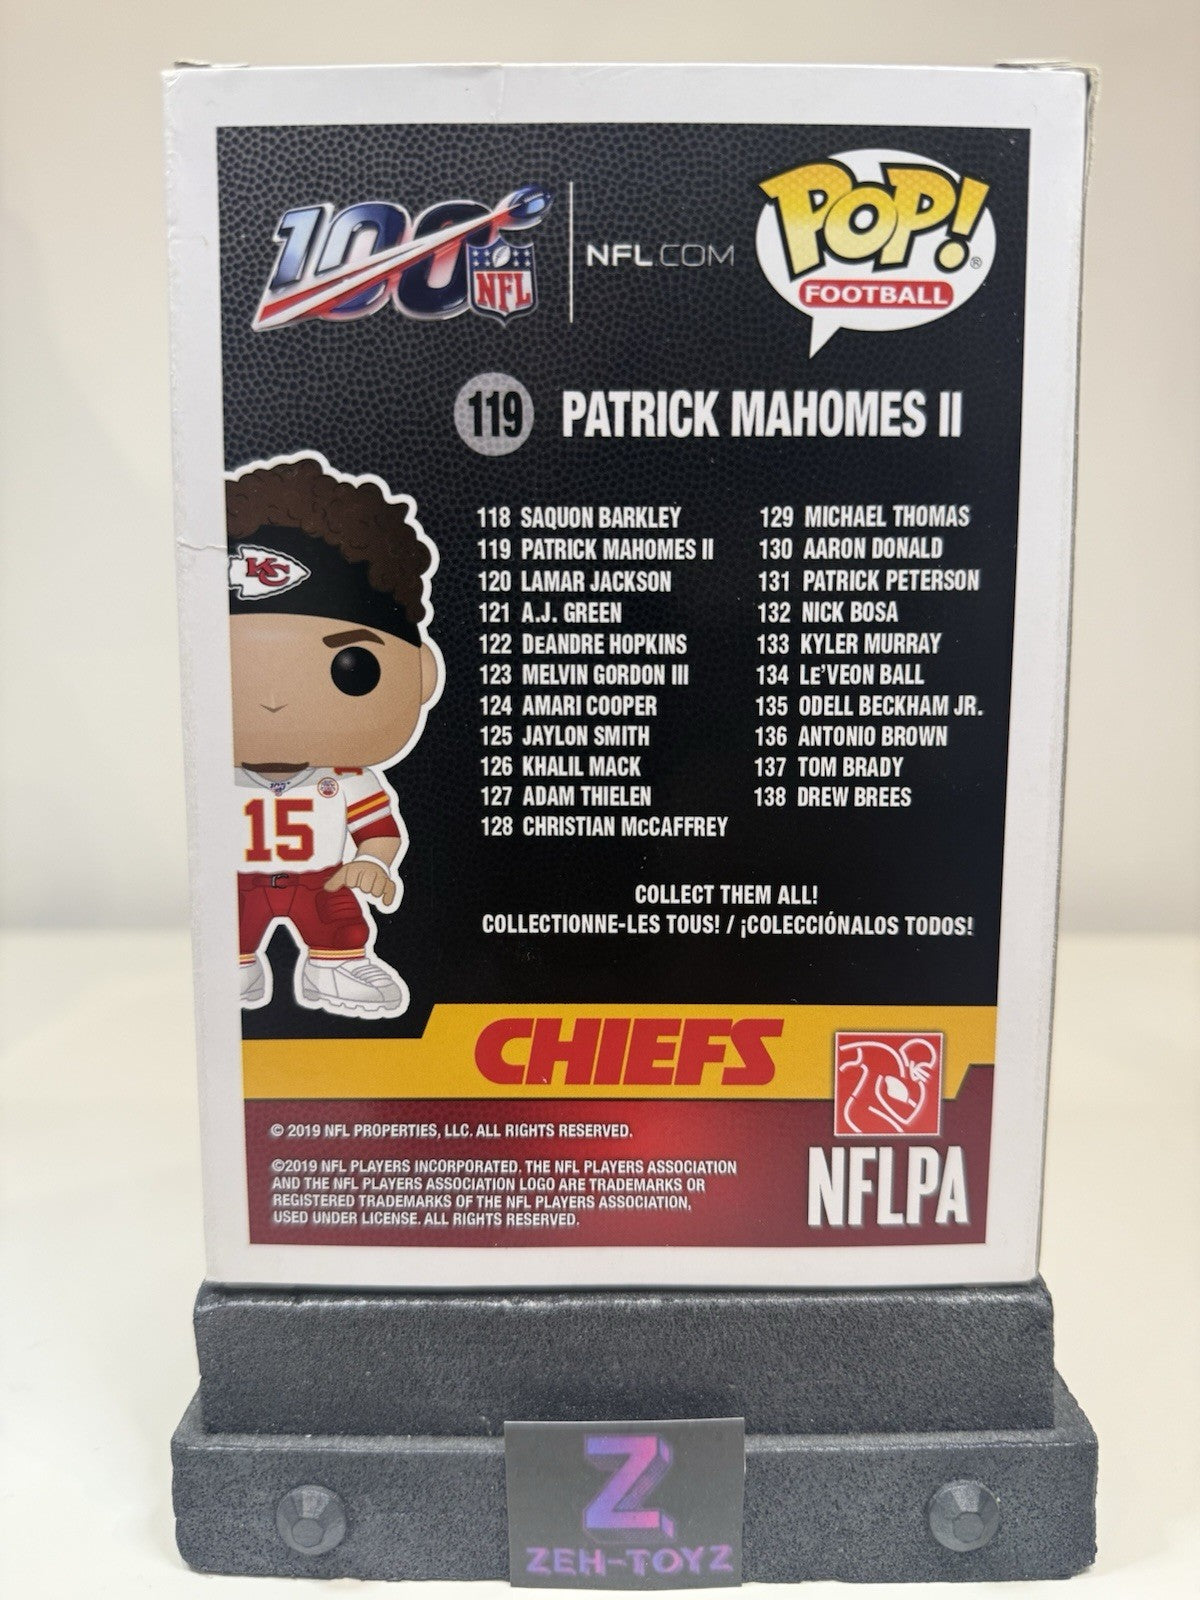 100
NFL
NFL.COM
POP!®
FOOTBALL
119 PATRICK MAHOMES II
118 SAQUON BARKLEY
119 PATRICK MAHOMES II
120 LAMAR JACKSON
121 A.J. GREEN
122 DeANDRE HOPKINS
123 MELVIN GORDON III
124 AMARI COOPER
125 JAYLON SMITH
126 KHALIL MACK
127 ADAM THIELEN
128 CHRISTIAN McCAFFREY
129 MICHAEL THOMAS
130 AARON DONALD
131 PATRICK PETERSON
132 NICK BOSA
133 KYLER MURRAY
134 LE'VEON BALL
135 ODELL BECKHAM JR.
136 ANTONIO BROWN
137 TOM BRADY
138 DREW BREES
KC
15
COLLECT THEM ALL!
COLLECTIONNE-LES TOUS! / ¡COLECCIÓNALOS TODOS!
CHIEFS
© 2019 NFL PROPERTIES, LLC. ALL RIGHTS RESERVED.
©2019 NFL PLAYERS INCORPORATED. THE NFL PLAYERS ASSOCIATION
AND THE NFL PLAYERS ASSOCIATION LOGO ARE TRADEMARKS OR
REGISTERED TRADEMARKS OF THE NFL PLAYERS ASSOCIATION,
USED UNDER LICENSE. ALL RIGHTS RESERVED.
NFLPA
Z
ZEH-TOYZ